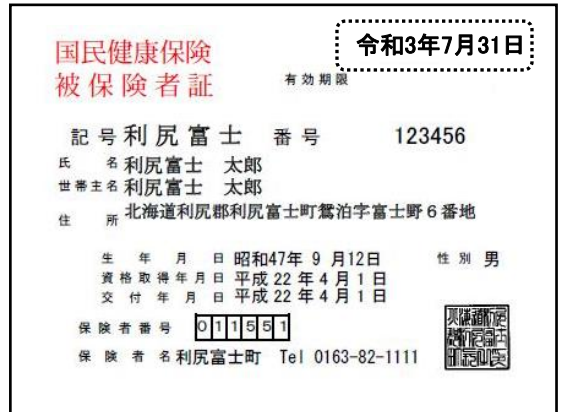 国民健康保険
被保険者証
有効期限 令和3年7月31日
記号 利尻富士 番号 123456
氏名 利尻富士 太郎
世帯主名 利尻富士 太郎
住所 北海道利尻郡利尻富士町鴛泊字富士野6番地
生年月日 昭和47年9月12日 性別 男
資格取得年月日 平成22年4月1日
交付年月日 平成22年4月1日
保険者番号 011551
保険者名 利尻富士町 Tel 0163-82-1111